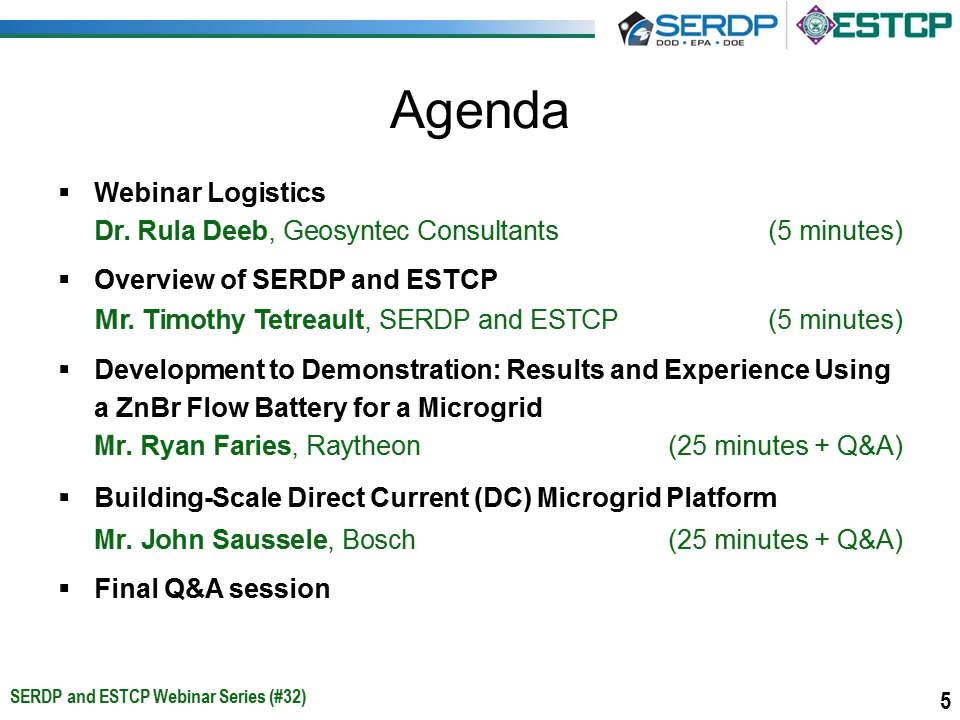 SERDP
DOD • EPA • DOE
ESTCP
Agenda
▪ Webinar Logistics
Dr. Rula Deeb, Geosyntec Consultants (5 minutes)
▪ Overview of SERDP and ESTCP
Mr. Timothy Tetreault, SERDP and ESTCP (5 minutes)
▪ Development to Demonstration: Results and Experience Using
a ZnBr Flow Battery for a Microgrid
Mr. Ryan Faries, Raytheon (25 minutes + Q&A)
▪ Building-Scale Direct Current (DC) Microgrid Platform
Mr. John Saussele, Bosch (25 minutes + Q&A)
▪ Final Q&A session
SERDP and ESTCP Webinar Series (#32)
5